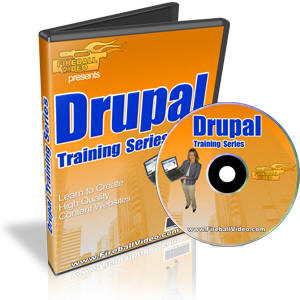 FIREBALL
VIDEO
presents
Drupal
Training Series
Learn to Create
High Quality
Content Websites
www.FireballVideo.com
Drupal Training Series
Drupal
Training Series
www.FireballVideo.com